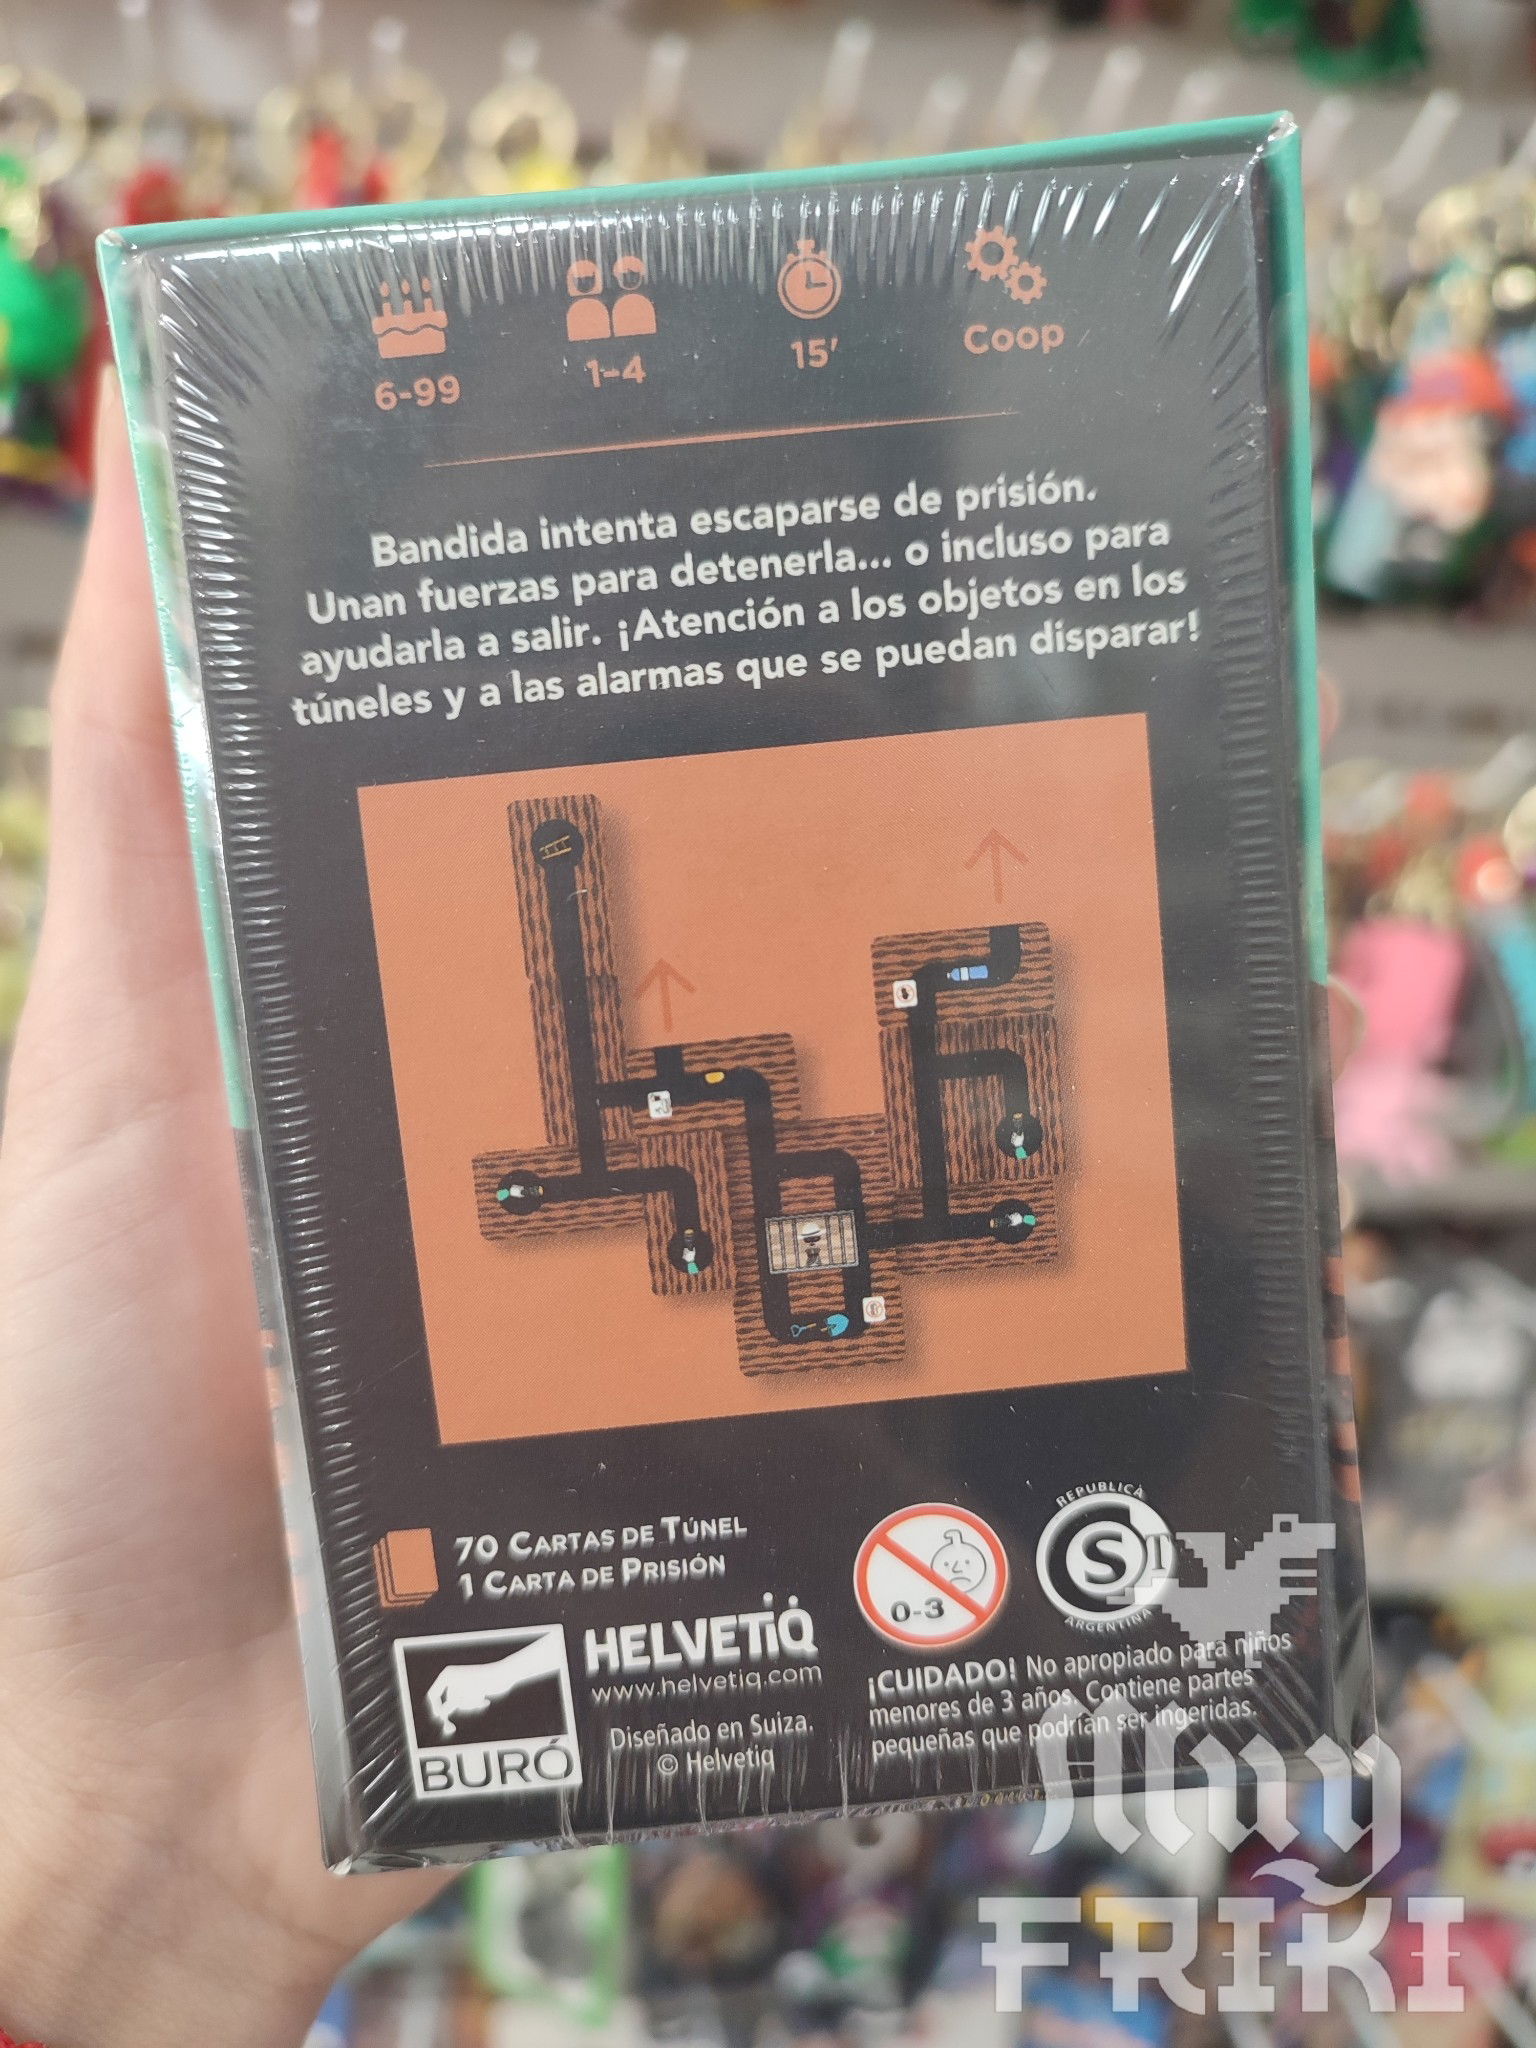 6-99
1-4
15'
Coop
Bandida intenta escaparse de prisión.
Unan fuerzas para detenerla... o incluso para
ayudarla a salir. ¡Atención a los objetos en los
túneles y a las alarmas que se puedan disparar!
70 CARTAS DE TÚNEL
1 CARTA DE PRISIÓN
BURÓ
HELVETiQ
www.helvetiq.com
Diseñado en Suiza.
© Helvetiq
0-3
REPUBLICA
S
ARGENTINA
¡CUIDADO! No apropiado para niños
menores de 3 años. Contiene partes
pequeñas que podrían ser ingeridas.
Muy
FRIKI